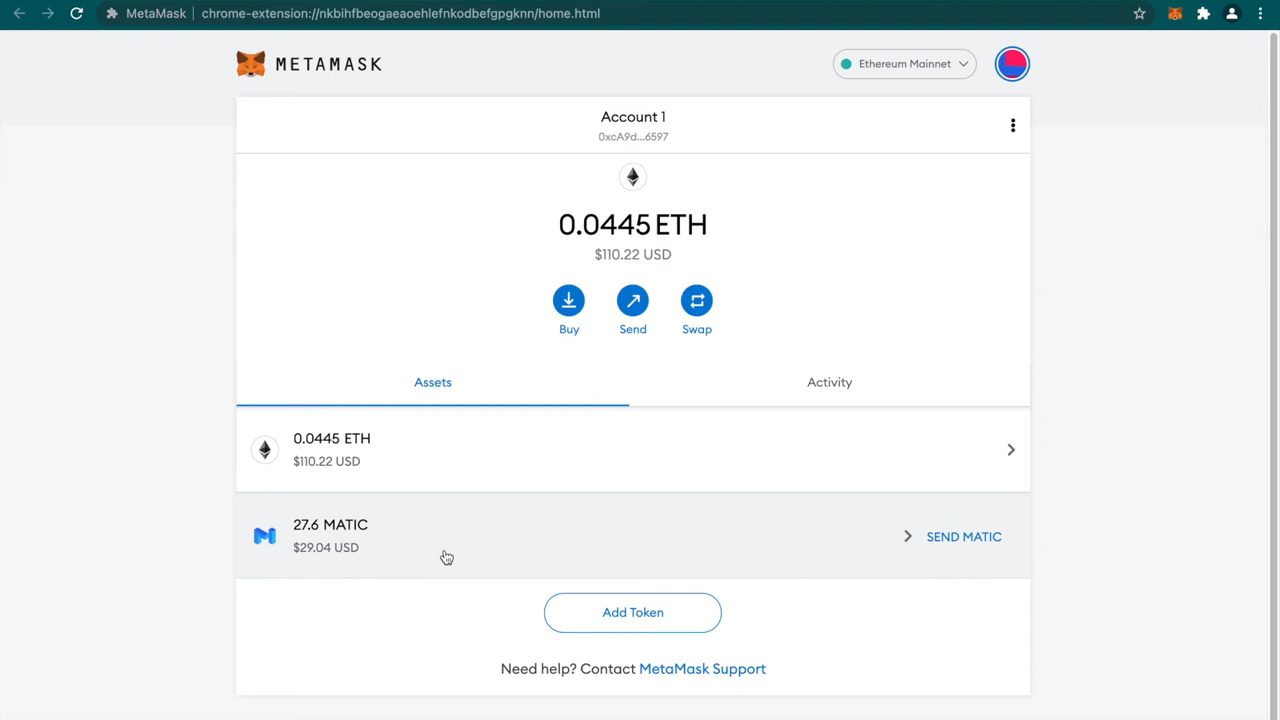 MetaMask | chrome-extension://nkbihfbeogaeaoehlefnkodbefgpgknn/home.html
METAMASK
Ethereum Mainnet
Account 1
0xcA9d...6597
0.0445 ETH
$110.22 USD
Buy Send Swap
Assets Activity
0.0445 ETH
$110.22 USD
27.6 MATIC
$29.04 USD
SEND MATIC
Add Token
Need help? Contact MetaMask Support